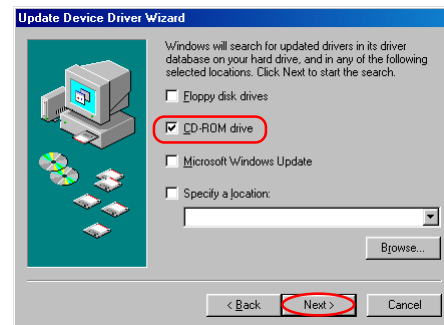 Update Device Driver Wizard
Windows will search for updated drivers in its driver
database on your hard drive, and in any of the following
selected locations. Click Next to start the search.
Floppy disk drives
CD-ROM drive
Microsoft Windows Update
Specify a location:
Browse...
< Back
Next >
Cancel